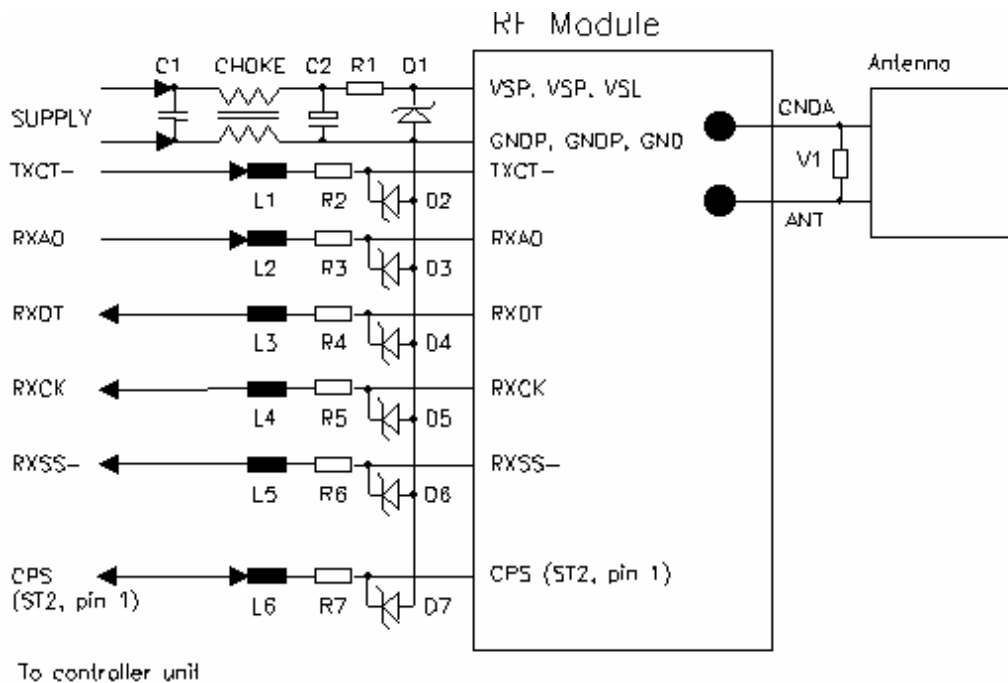 RF Module
C1 CHOKE C2 R1 D1
Antenna
SUPPLY
VSP, VSP, VSL
GNDA
GNDP, GNDP, GND
V1
TXCT-
L1 R2 D2
TXCT-
ANT
RXAO
L2 R3 D3
RXAO
RXDT
L3 R4 D4
RXDT
RXCK
L4 R5 D5
RXCK
RXSS-
L5 R6 D6
RXSS-
CPS
(ST2, pin 1)
L6 R7 D7
CPS (ST2, pin 1)
To controller unit